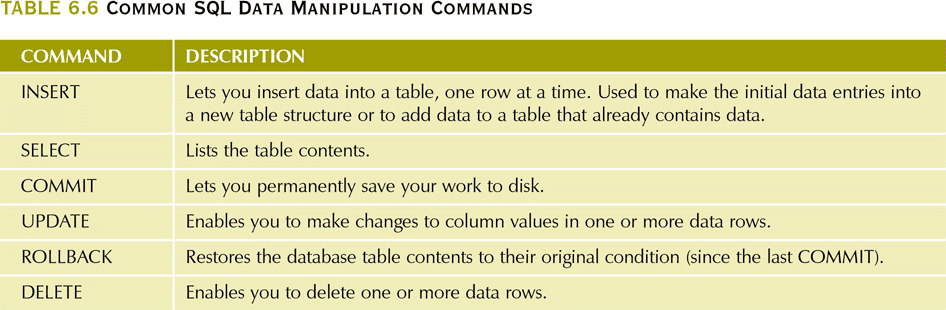 TABLE 6.6 COMMON SQL DATA MANIPULATION COMMANDS
COMMAND DESCRIPTION
INSERT Lets you insert data into a table, one row at a time. Used to make the initial data entries into
a new table structure or to add data to a table that already contains data.
SELECT Lists the table contents.
COMMIT Lets you permanently save your work to disk.
UPDATE Enables you to make changes to column values in one or more data rows.
ROLLBACK Restores the database table contents to their original condition (since the last COMMIT).
DELETE Enables you to delete one or more data rows.